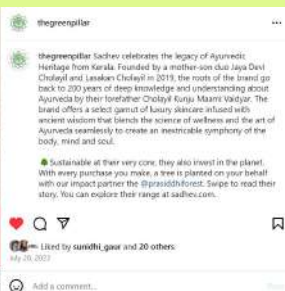 thegreenpillar
thegreenpillar Sadhev celebrates the legacy of Ayurvedic
Heritage from Kerala. Founded by a mother-son duo Jaya Devi
Cholayil and Lasakan Cholayil in 2019, the roots of the brand go
back to 200 years of deep knowledge and understanding about
Ayurveda by their forefather Cholayil Kunju Maami Vaidyar. The
brand offers a select gamut of luxury skincare infused with
ancient wisdom that blends the science of wellness and the art of
Ayurveda seamlessly to create an inextricable symphony of the
body, mind and soul.
Sustainable at their very core, they also invest in the planet.
With every purchase you make, a tree is planted on your behalf
with our impact partner the @prasiddhiforest. Swipe to read their
story. You can explore their range at sadhev.com.
Liked by sunidhi_gaur and 20 others
July 20, 2023
Add a comment...